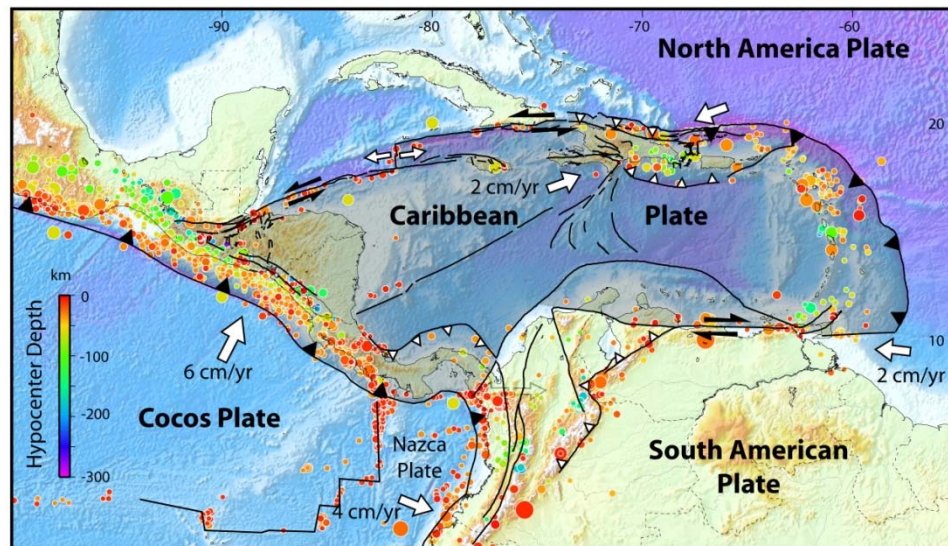 -90
-80
-70
-60
North America Plate
20
2 cm/yr
Caribbean
Plate
km
0
-100
-200
-300
Hypocenter Depth
6 cm/yr
10
2 cm/yr
Cocos Plate
Nazca
Plate
4 cm/yr
South American
Plate